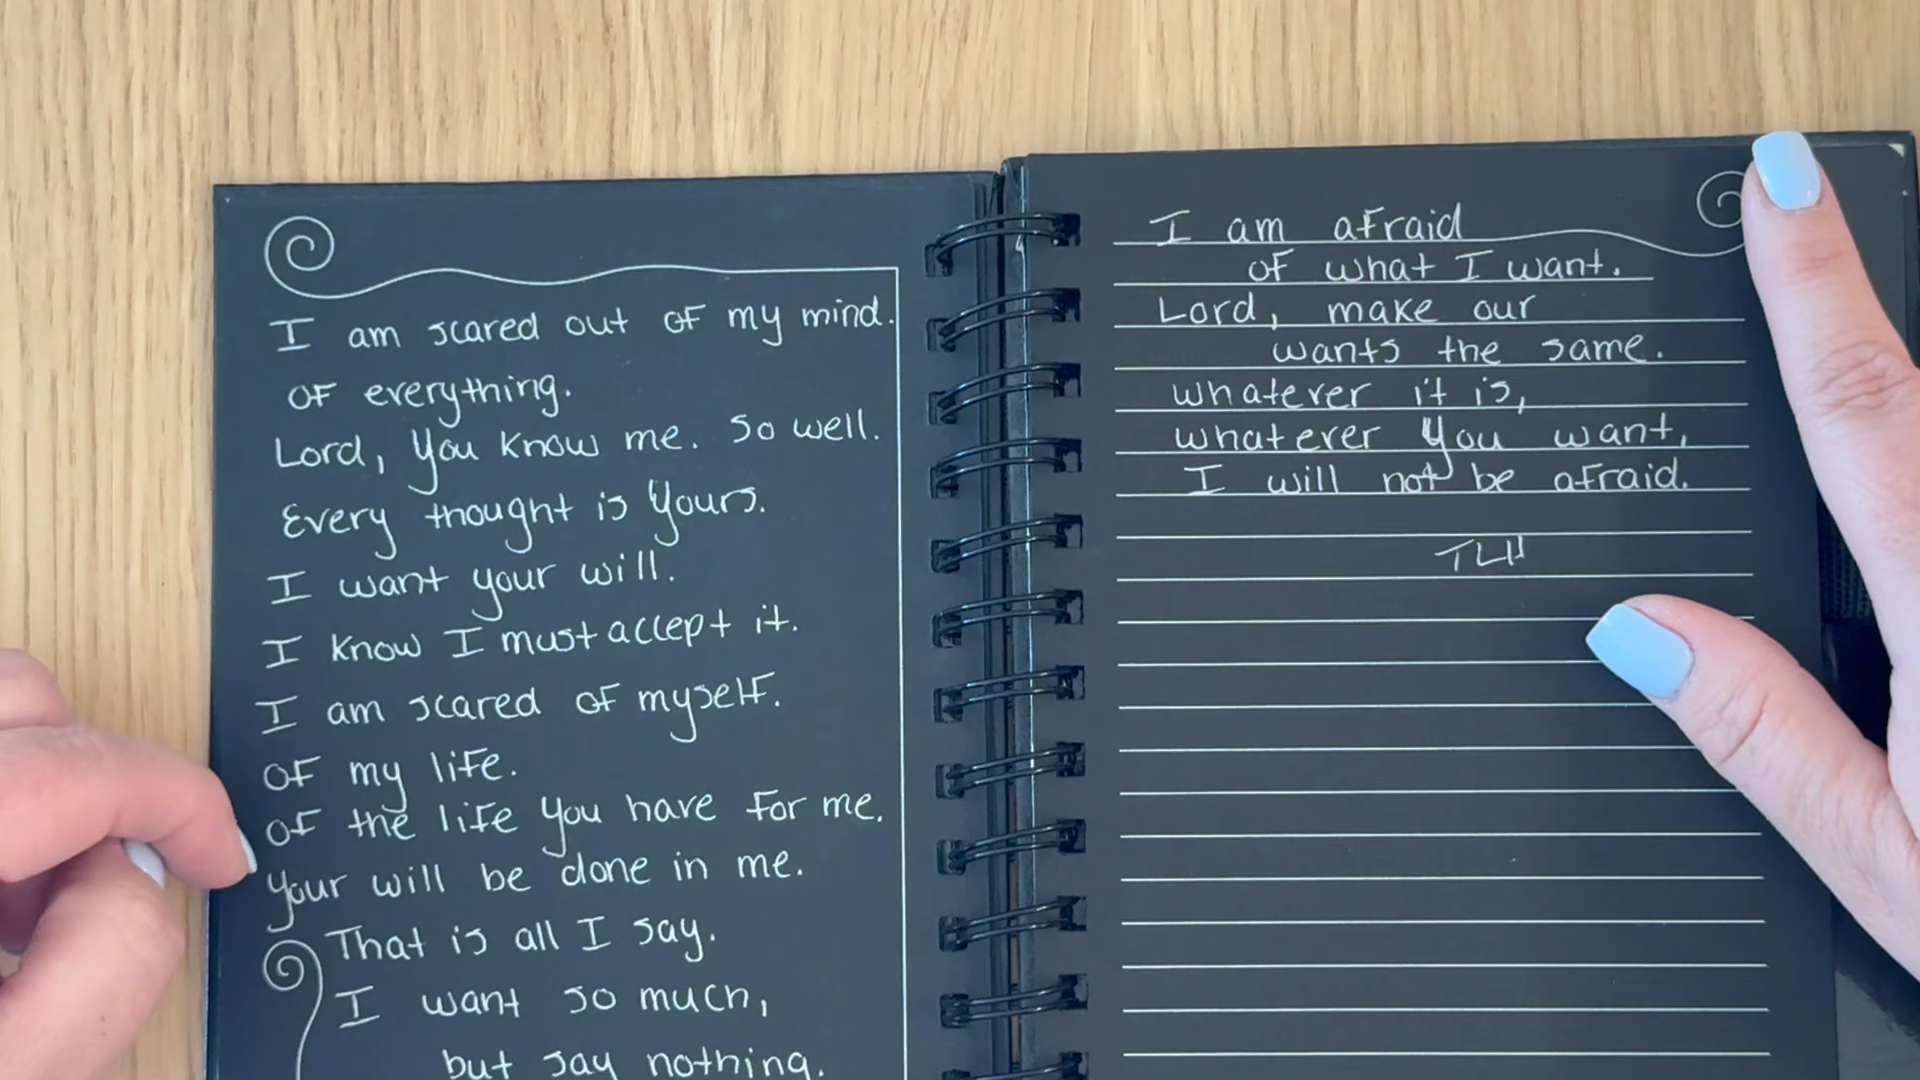 I am scared out of my mind.
of everything.
Lord, You know me. So well.
Every thought is Yours.
I want your will.
I know I must accept it.
I am scared of myself.
of my life.
of the life You have for me.
Your will be done in me.
That is all I say.
I want so much,
but say nothing.
I am afraid
of what I want.
Lord, make our
wants the same.
whatever it is,
whatever You want,
I will not be afraid.
TLH